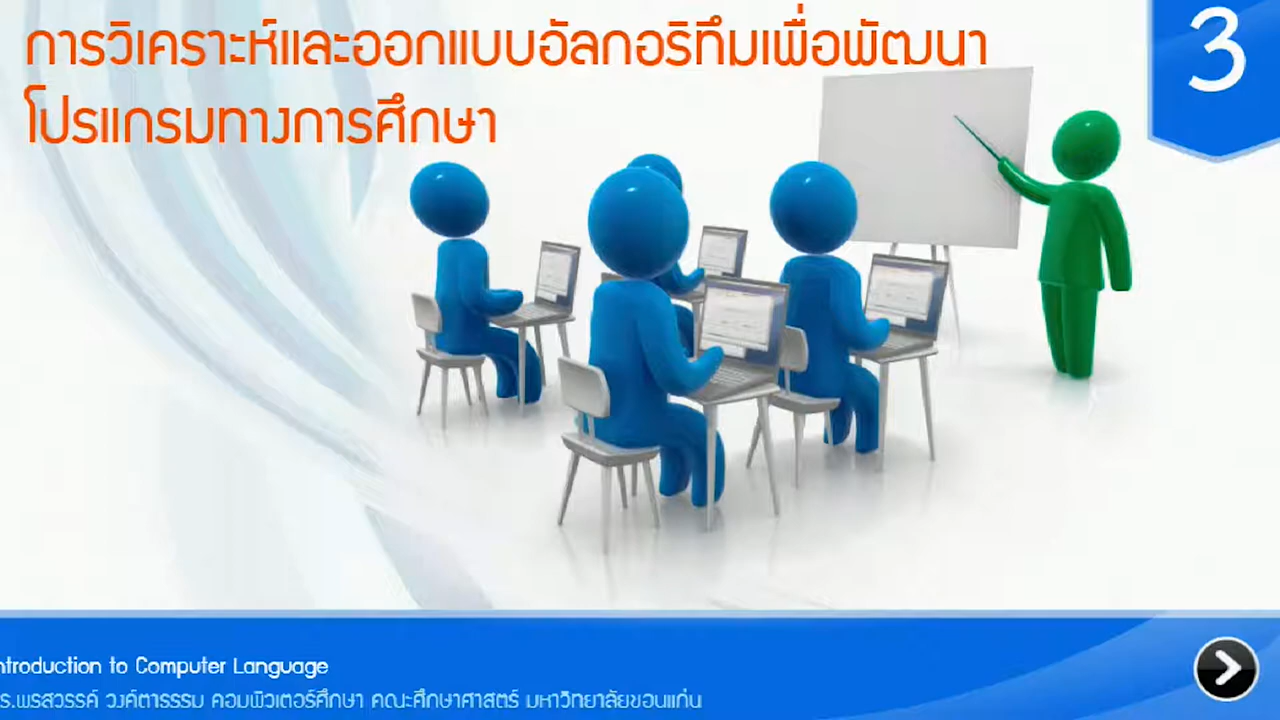 การวิเคราะห์และออกแบบอัลกอริทึมเพื่อพัฒนา
โปรแกรมทางการศึกษา
3
ntroduction to Computer Language
ร.พรสวรรค์ วงค์ตาธรรม คอมพิวเตอร์ศึกษา คณะศึกษาศาสตร์ มหาวิทยาลัยขอนแก่น